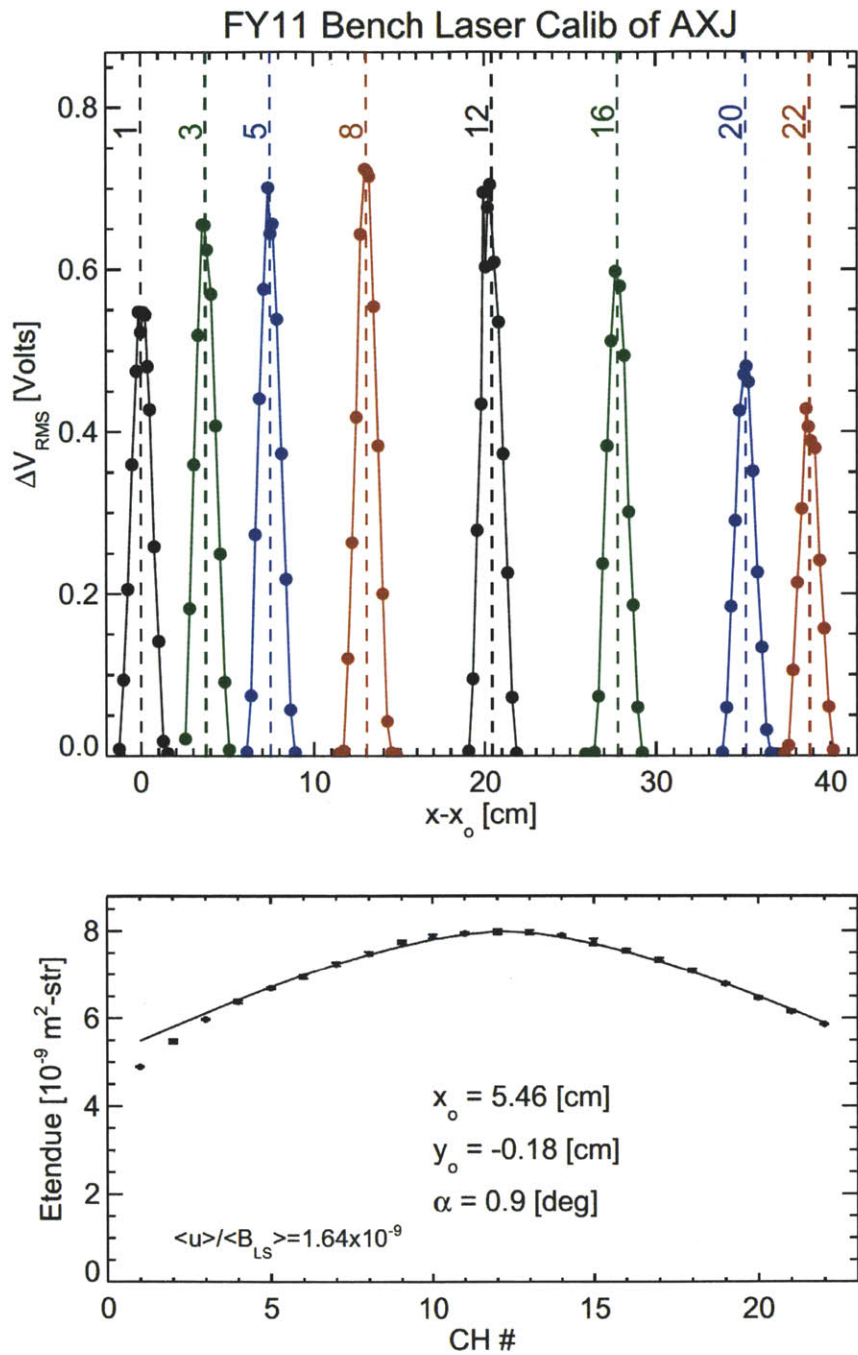 FY11 Bench Laser Calib of AXJ
0.8
0.6
0.4
0.2
0.0
ΔV_RMS [Volts]
1 3 5 8 12 16 20 22
0 10 20 30 40
x-x_o [cm]
8
6
4
2
0
Etendue [10^-9 m^2-str]
x_o = 5.46 [cm]
y_o = -0.18 [cm]
α = 0.9 [deg]
<u>/<B_LS>=1.64x10^-9
0 5 10 15 20
CH #